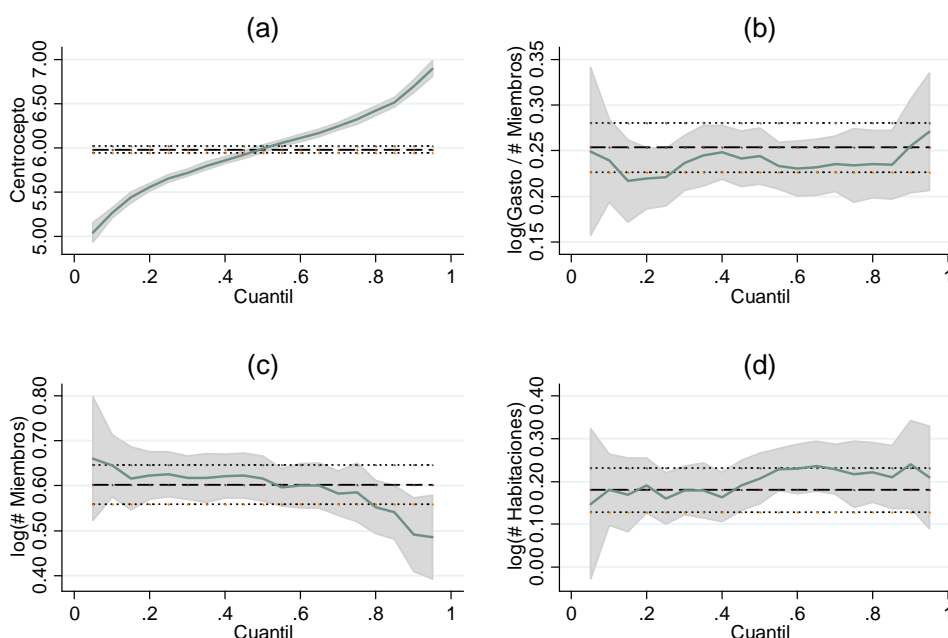 (a)
Centrocepto
5.00 5.50 6.00 6.50 7.00
0 .2 .4 .6 .8 1
Cuantil
(b)
log(Gasto / # Miembros)
0.15 0.20 0.25 0.30 0.35
0 .2 .4 .6 .8 1
Cuantil
(c)
log(# Miembros)
0.40 0.50 0.60 0.70 0.80
0 .2 .4 .6 .8 1
Cuantil
(d)
log(# Habitaciones)
0.00 0.10 0.20 0.30 0.40
0 .2 .4 .6 .8 1
Cuantil